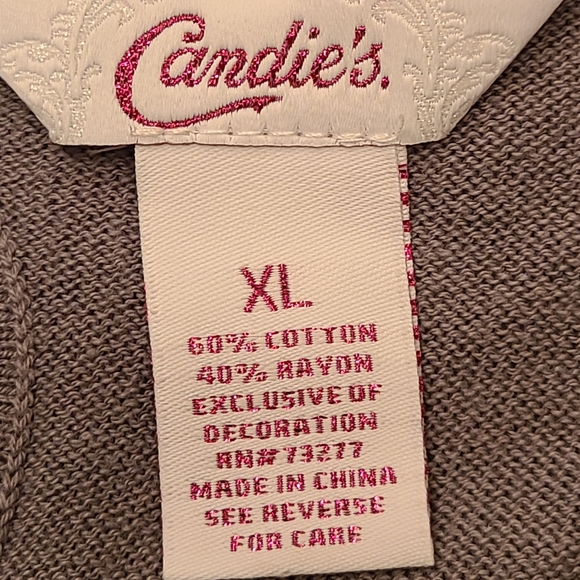 Candie's.
XL
60% COTTON
40% RAYON
EXCLUSIVE OF
DECORATION
RN# 73277
MADE IN CHINA
SEE REVERSE
FOR CARE